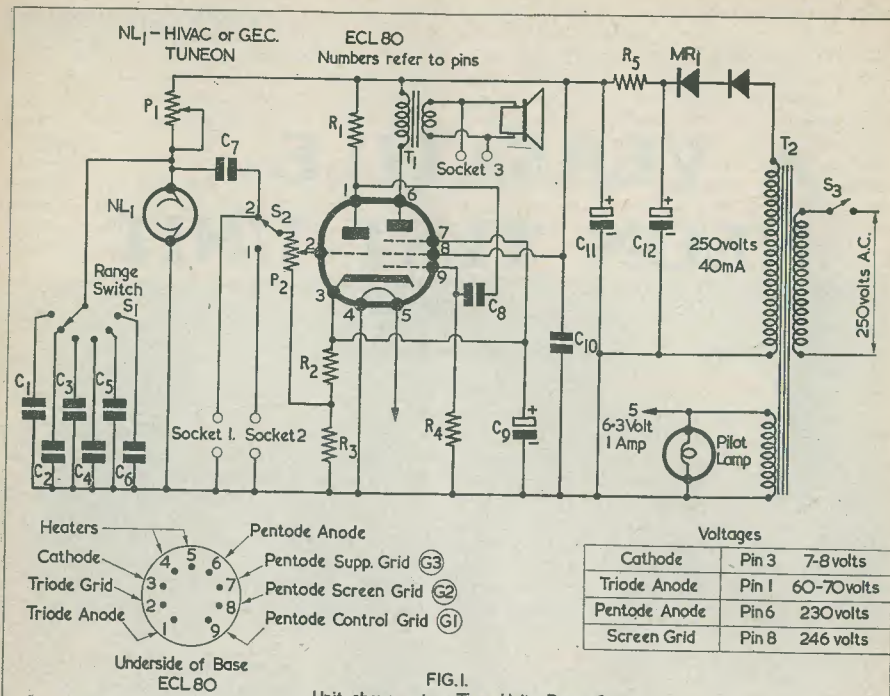 NL1 – HIVAC or G.E.C.
TUNEON
ECL 80
Numbers refer to pins
P1
C7
NL1
R1
T1
Socket 3
R5
MR1
T2
S3
250volts A.C.
250volts
40mA
C11
C12
2
S2
1
P2
1
6
2
7
8
9
3
4
5
C8
C10
Range
Switch
S1
C1
C3
C5
C2
C4
C6
Socket 1. Socket 2
R2
R3
R4
C9
5
6·3Volt
1 Amp
Pilot
Lamp
Heaters
Cathode
Triode Grid
Triode Anode
Pentode Anode
Pentode Supp. Grid G3
Pentode Screen Grid G2
Pentode Control Grid G1
4
5
6
3
7
2
8
1
9
Underside of Base
ECL 80
Voltages
Cathode Pin 3 7-8 volts
Triode Anode Pin 1 60-70volts
Pentode Anode Pin 6 230volts
Screen Grid Pin 8 246 volts
FIG.1.